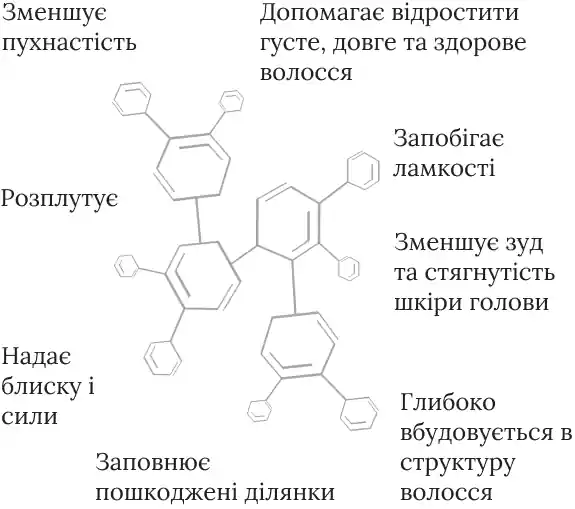 Зменшує
пухнастість
Допомагає відростити
густе, довге та здорове
волосся
Запобігає
ламкості
Розплутує
Зменшує зуд
та стягнутість
шкіри голови
Надає
блиску і
сили
Глибоко
вбудовується в
структуру
волосся
Заповнює
пошкоджені ділянки